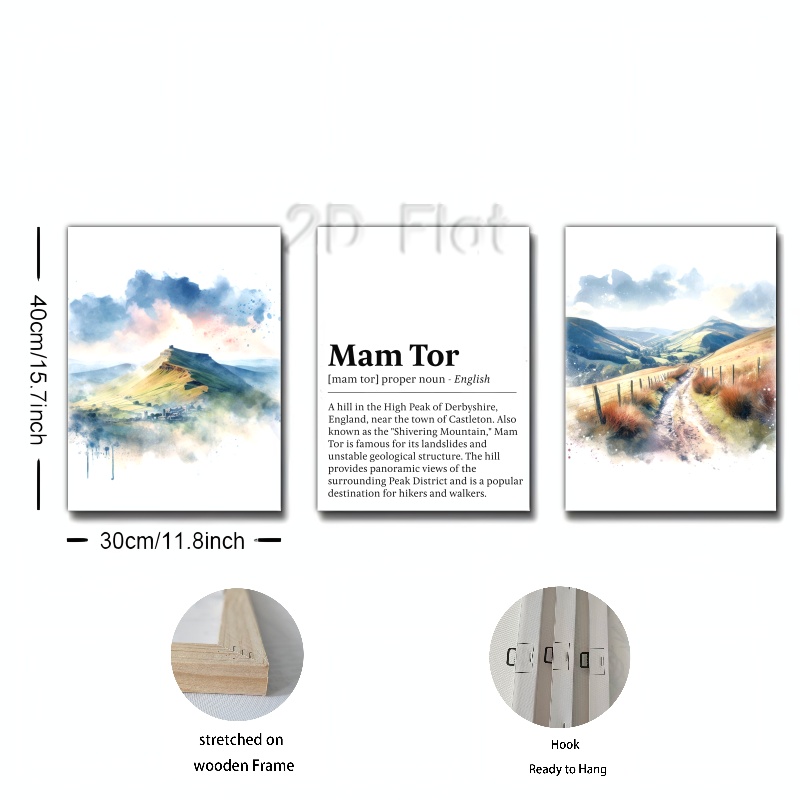 2D Flat
Mam Tor
[mam tor] proper noun - English
A hill in the High Peak of Derbyshire,
England, near the town of Castleton. Also
known as the "Shivering Mountain," Mam
Tor is famous for its landslides and
unstable geological structure. The hill
provides panoramic views of the
surrounding Peak District and is a popular
destination for hikers and walkers.
40cm/15.7inch
30cm/11.8inch
stretched on
wooden Frame
Hook
Ready to Hang